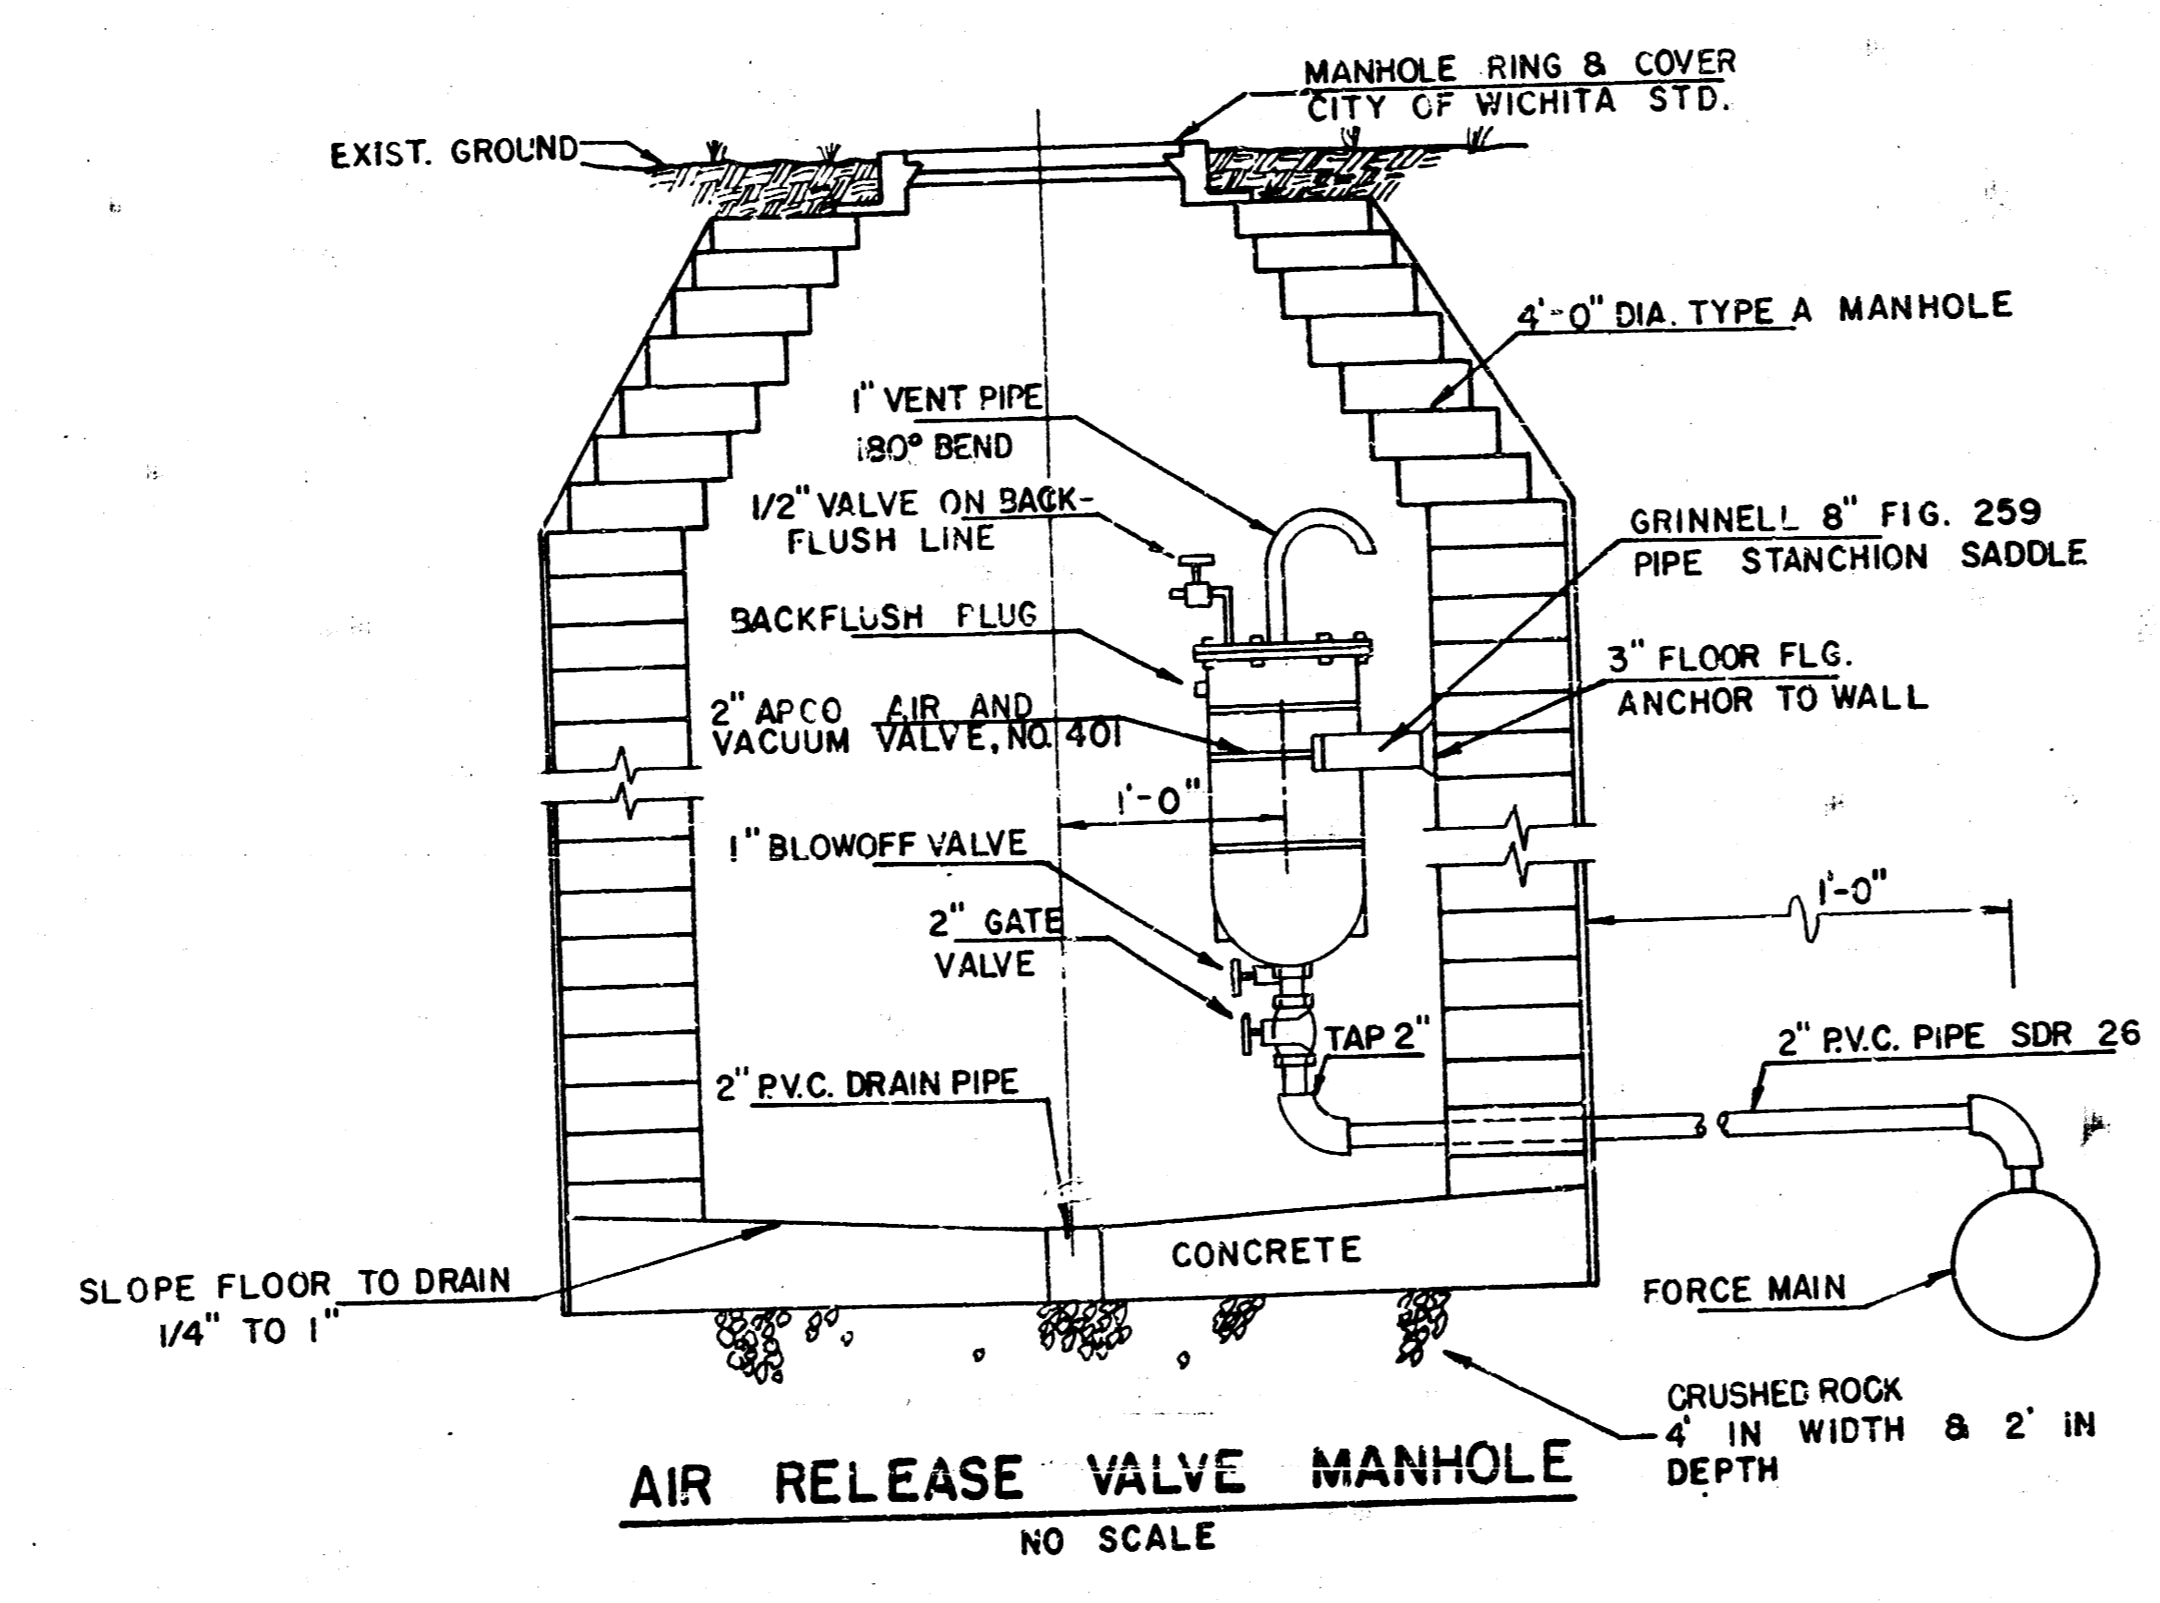 MANHOLE RING & COVER
CITY OF WICHITA STD.
EXIST. GROUND
4'-0" DIA. TYPE A MANHOLE
1" VENT PIPE
180° BEND
1/2" VALVE ON BACK-
FLUSH LINE
GRINNELL 8" FIG. 259
PIPE STANCHION SADDLE
BACKFLUSH PLUG
3" FLOOR FLG.
ANCHOR TO WALL
2" APCO AIR AND
VACUUM VALVE, NO. 401
1'-0"
1" BLOWOFF VALVE
1'-0"
2" GATE
VALVE
TAP 2"
2" P.V.C. PIPE SDR 26
2" P.V.C. DRAIN PIPE
CONCRETE
SLOPE FLOOR TO DRAIN
1/4" TO 1"
FORCE MAIN
CRUSHED ROCK
4' IN WIDTH & 2' IN
DEPTH
AIR RELEASE VALVE MANHOLE
NO SCALE